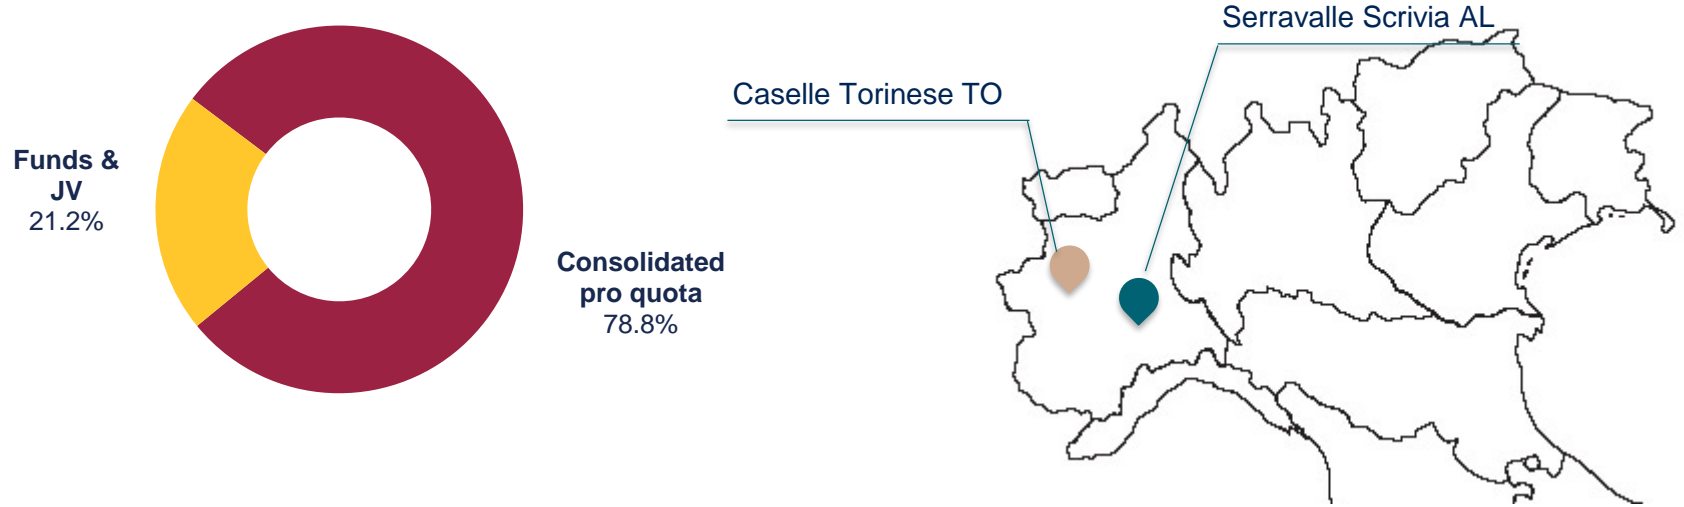 Funds &
JV
21.2%
Consolidated
pro quota
78.8%
Caselle Torinese TO
Serravalle Scrivia AL